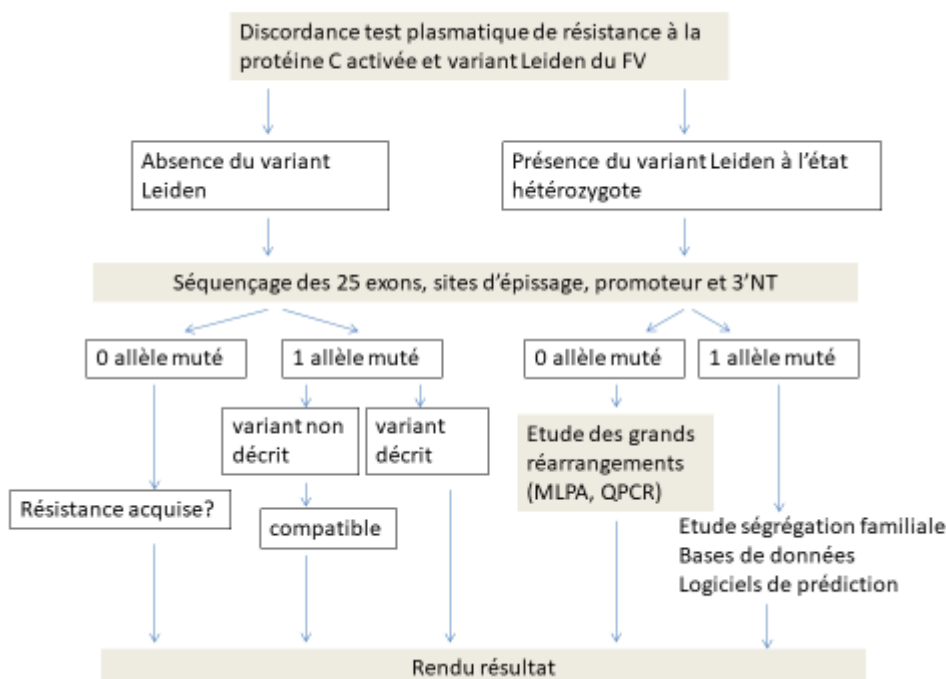 Discordance test plasmatique de résistance à la
protéine C activée et variant Leiden du FV
Absence du variant
Leiden
Présence du variant Leiden à l'état
hétérozygote
Séquençage des 25 exons, sites d'épissage, promoteur et 3'NT
0 allèle muté
1 allèle muté
0 allèle muté
1 allèle muté
variant non
décrit
variant
décrit
Etude des grands
réarrangements
(MLPA, QPCR)
Résistance acquise?
compatible
Etude ségrégation familiale
Bases de données
Logiciels de prédiction
Rendu résultat